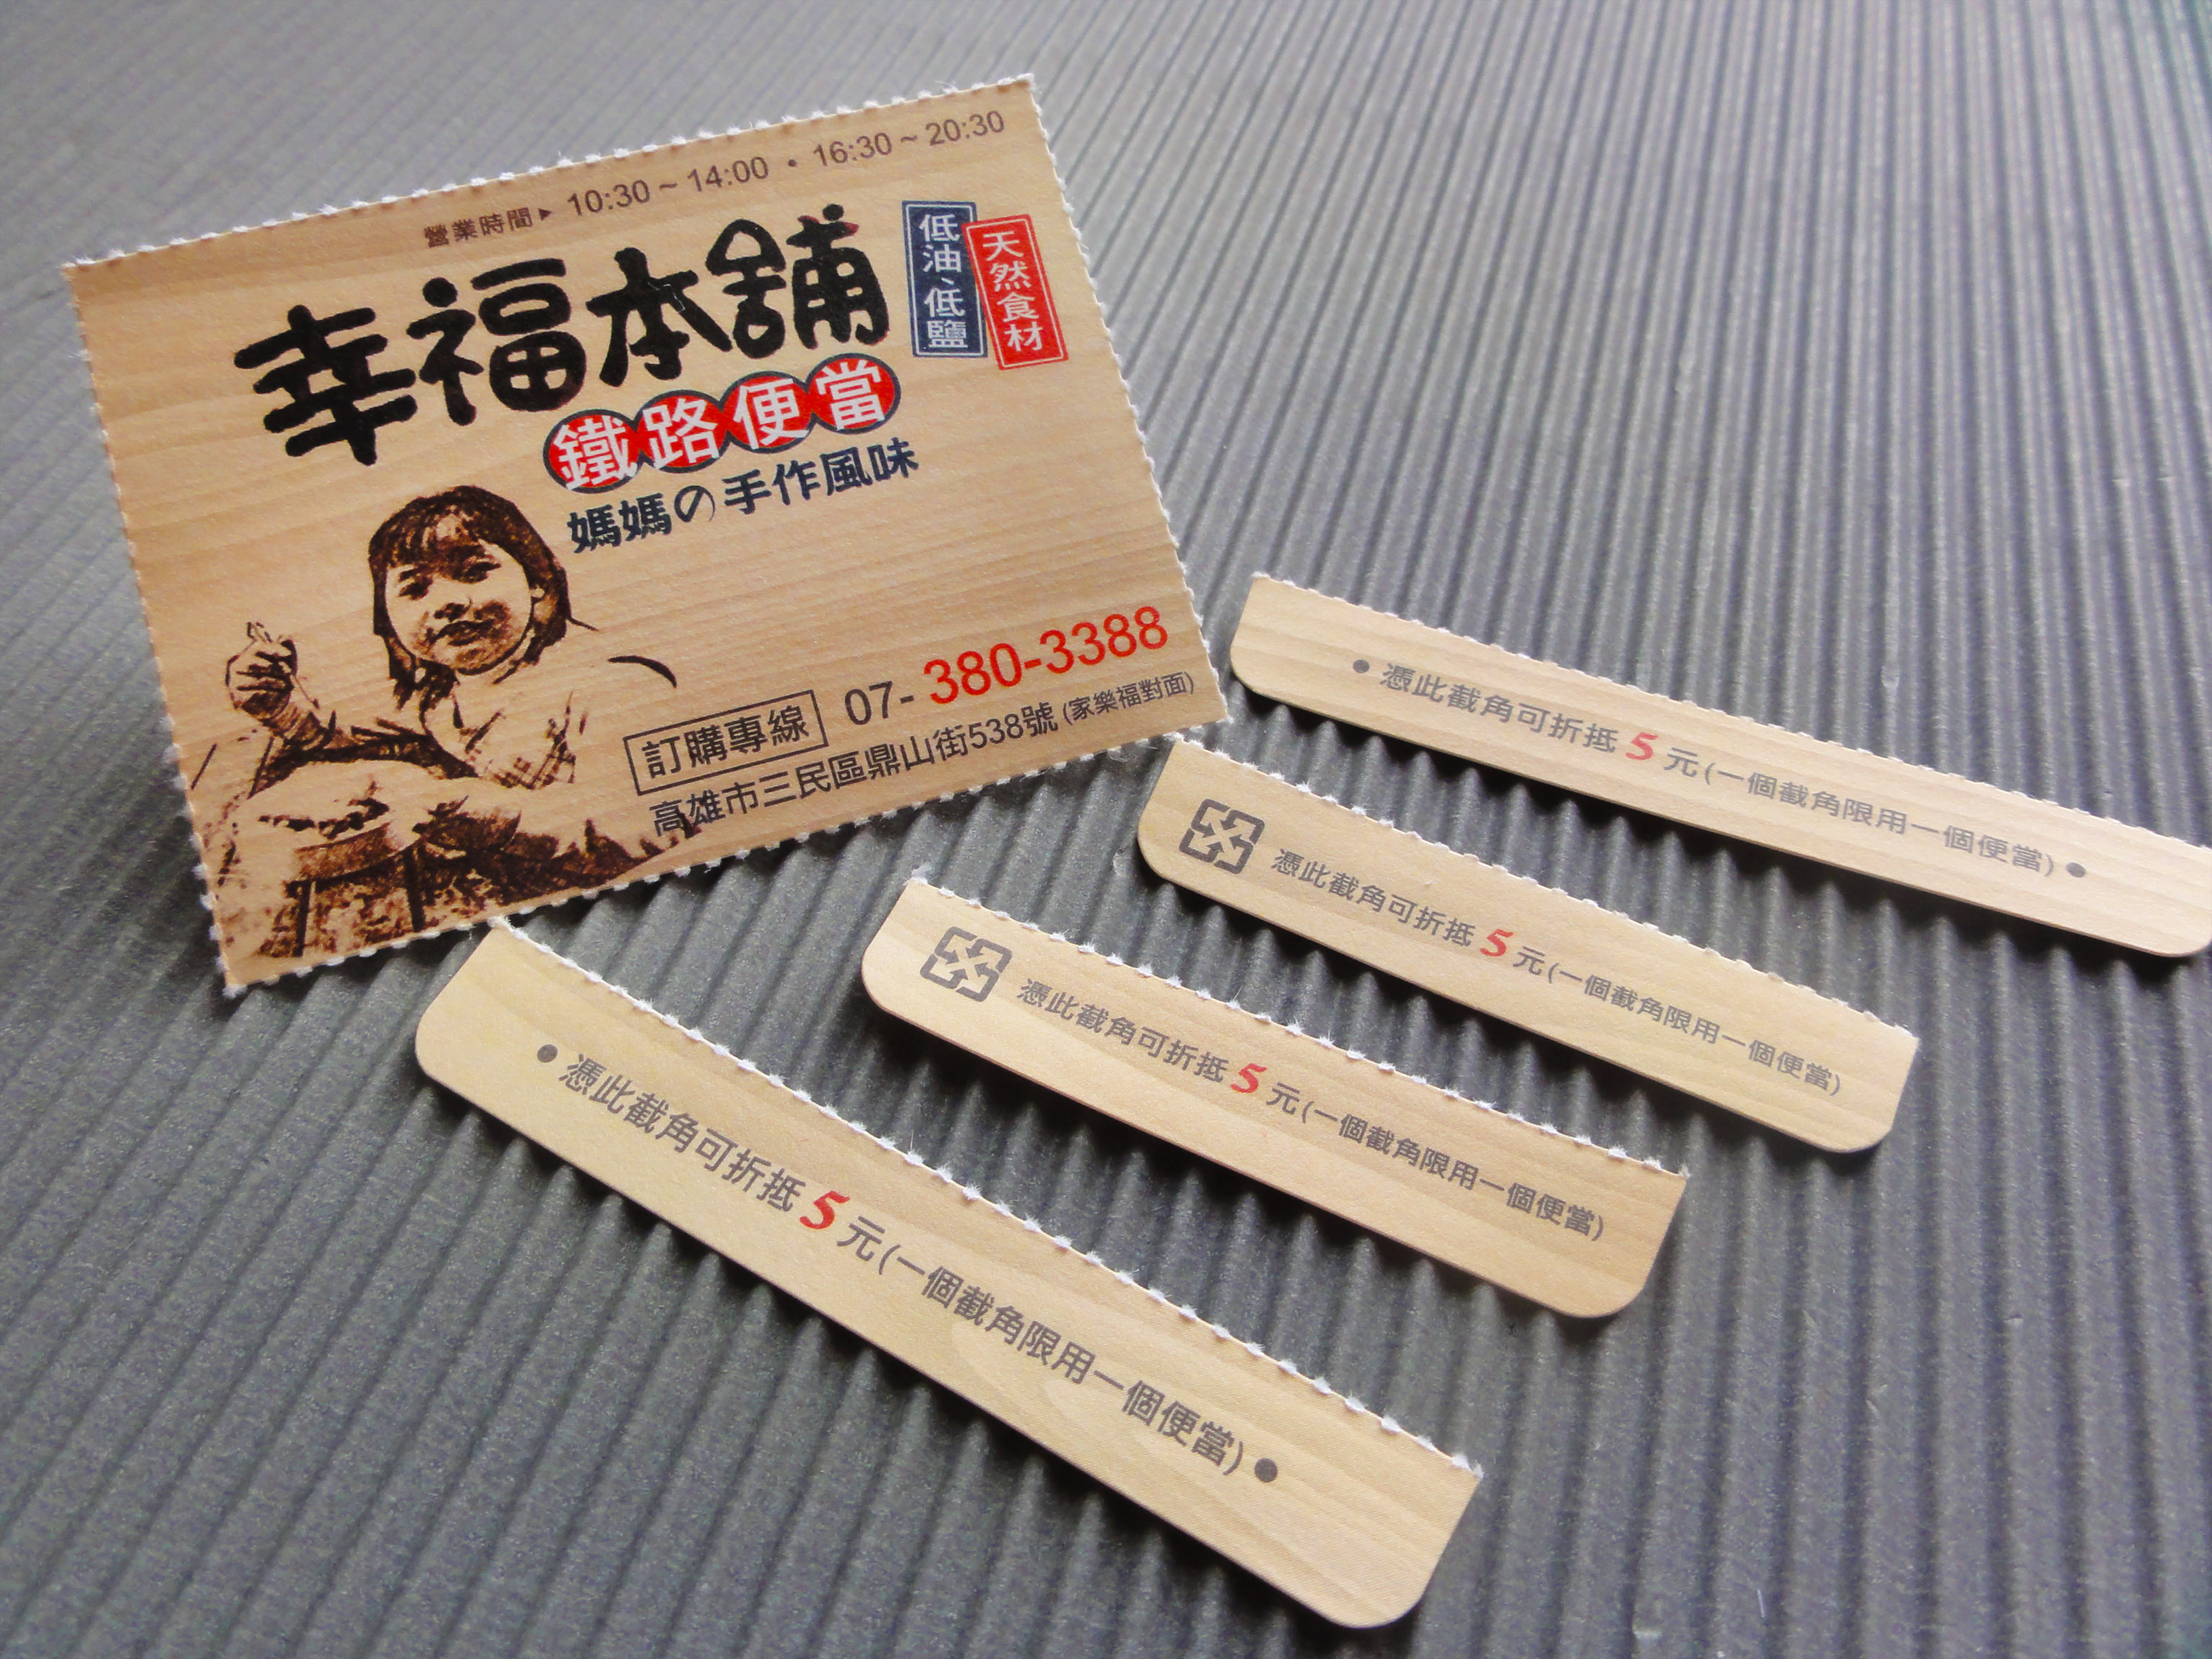 營業時間▶ 10:30～14:00 • 16:30～20:30
幸福本舖
低油、低鹽
天然食材
鐵路便當
媽媽の手作風味
訂購專線 07-380-3388
高雄市三民區鼎山街538號(家樂福對面)
• 憑此截角可折抵5元(一個截角限用一個便當) •
憑此截角可折抵5元(一個截角限用一個便當)
憑此截角可折抵5元(一個截角限用一個便當)
• 憑此截角可折抵5元(一個截角限用一個便當) •